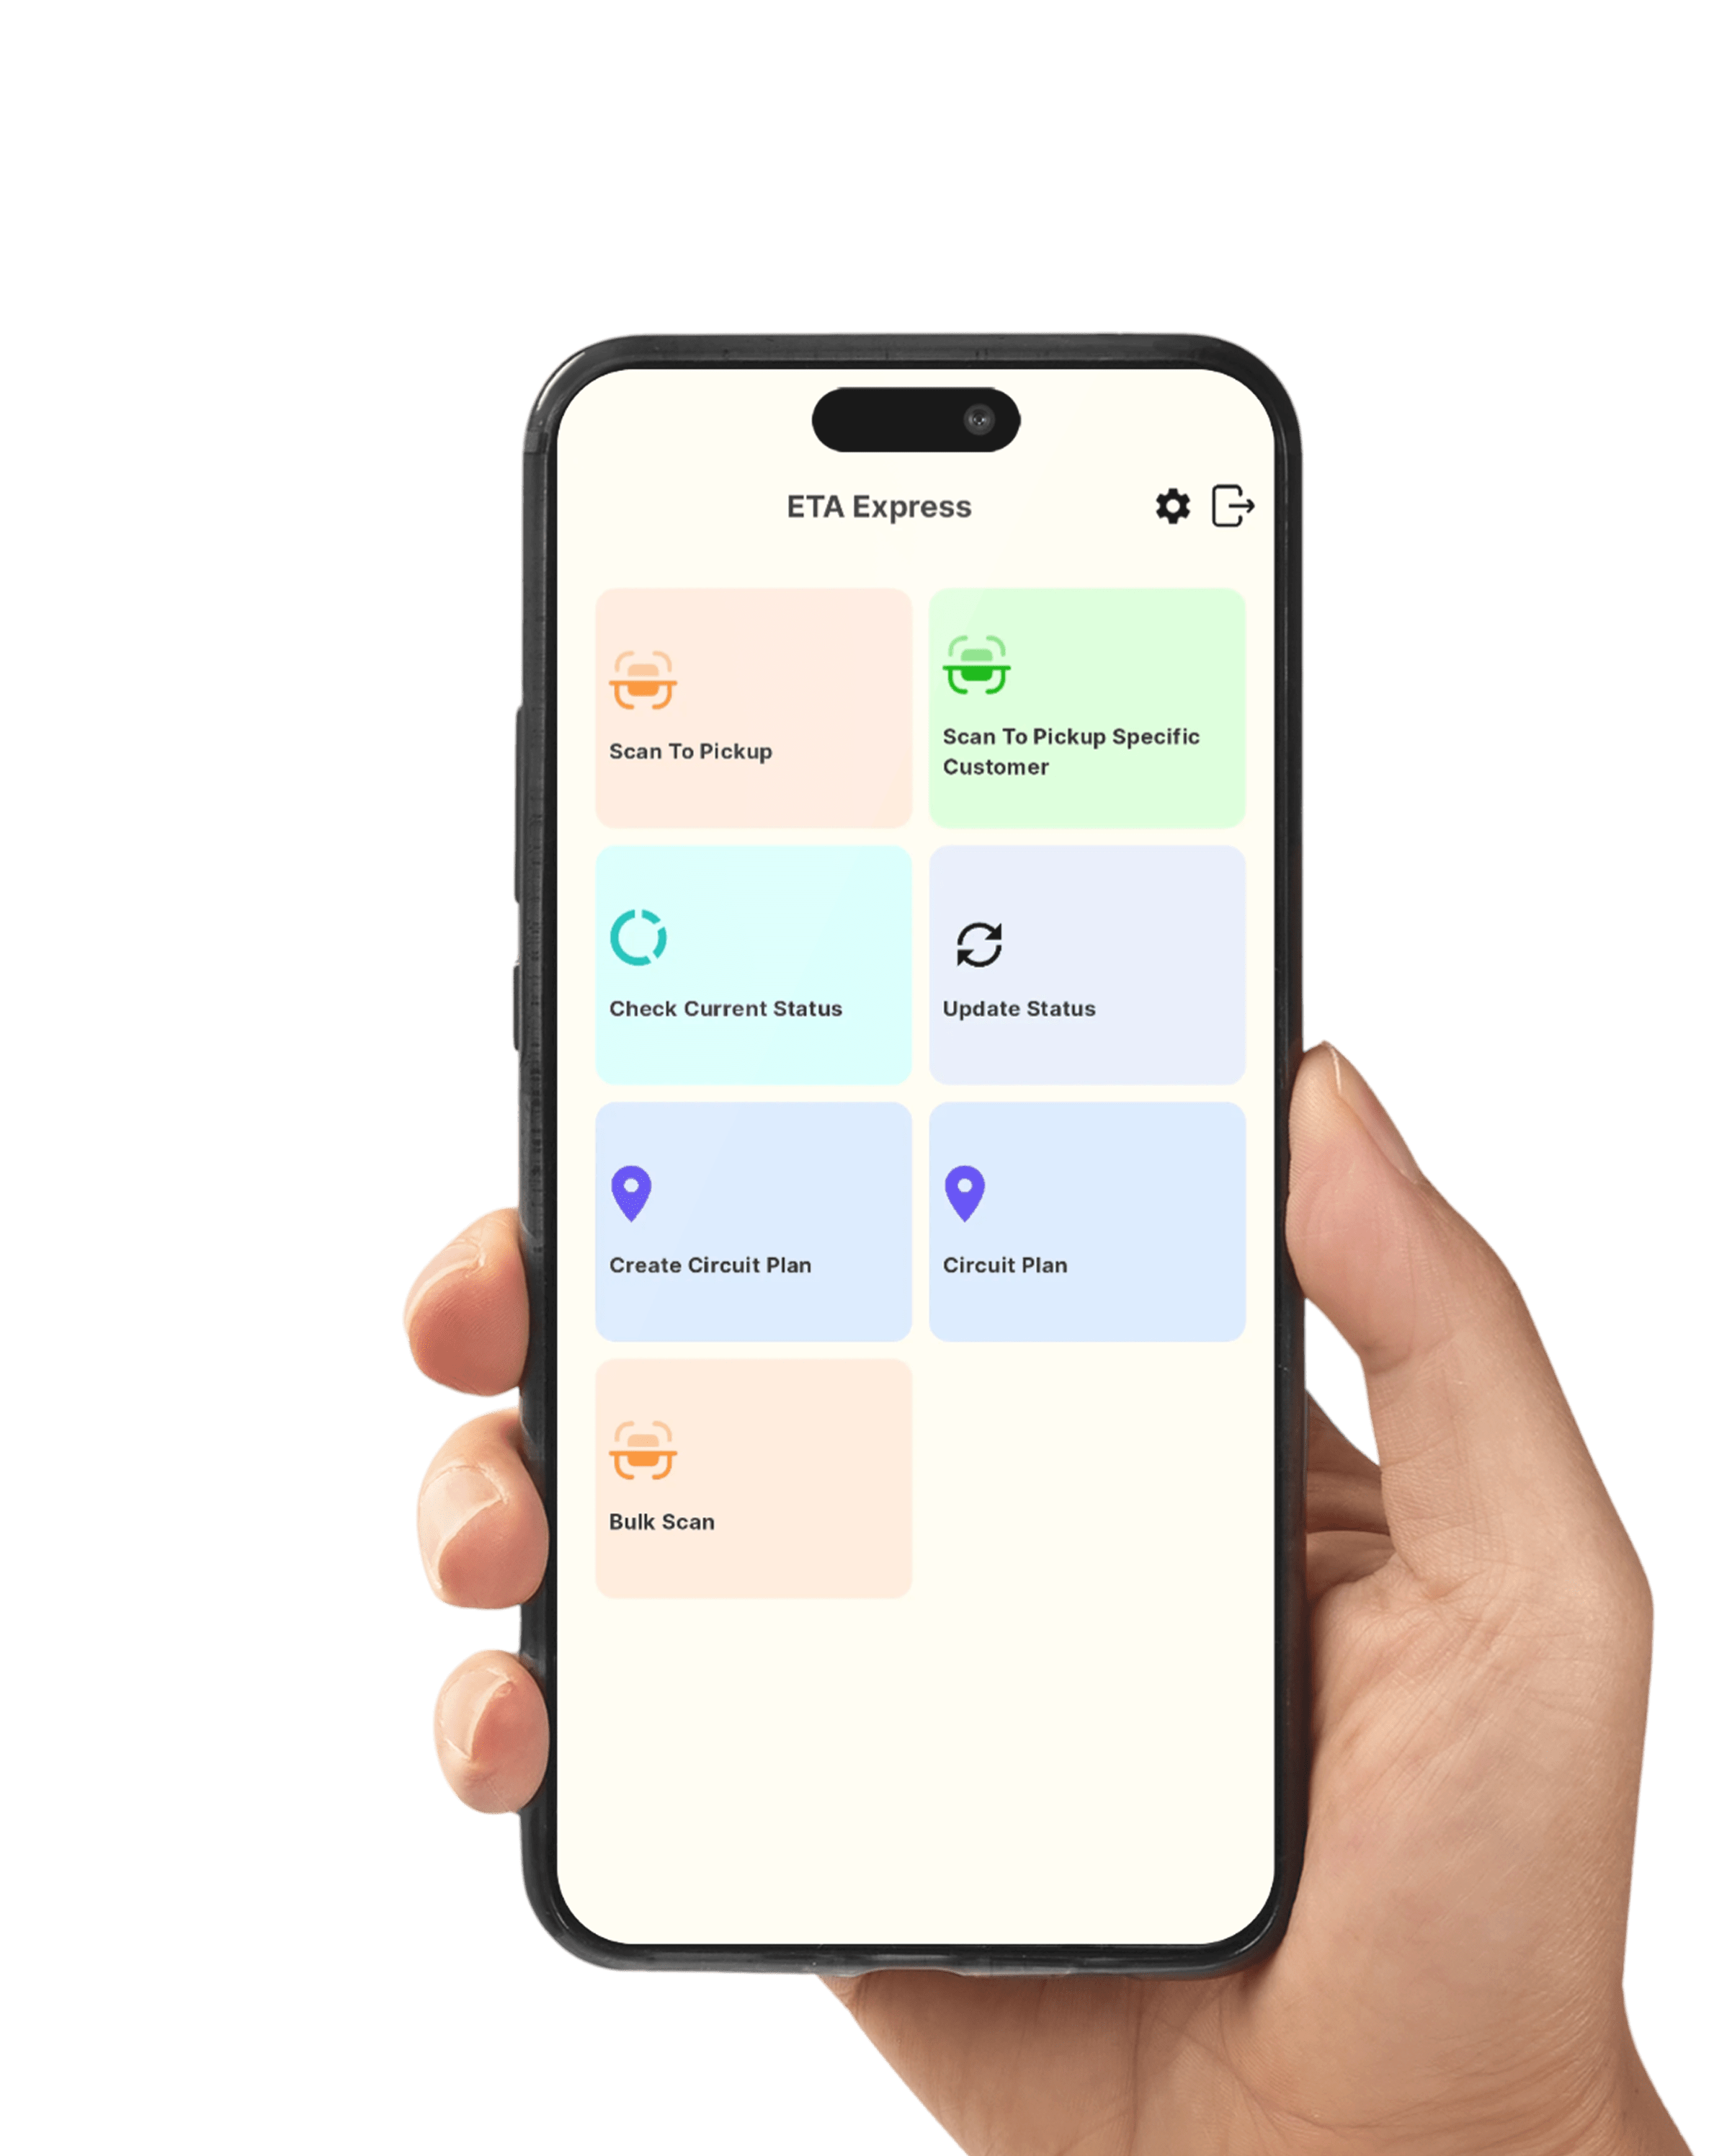 ETA Express
Scan To Pickup
Scan To Pickup Specific
Customer
Check Current Status
Update Status
Create Circuit Plan
Circuit Plan
Bulk Scan